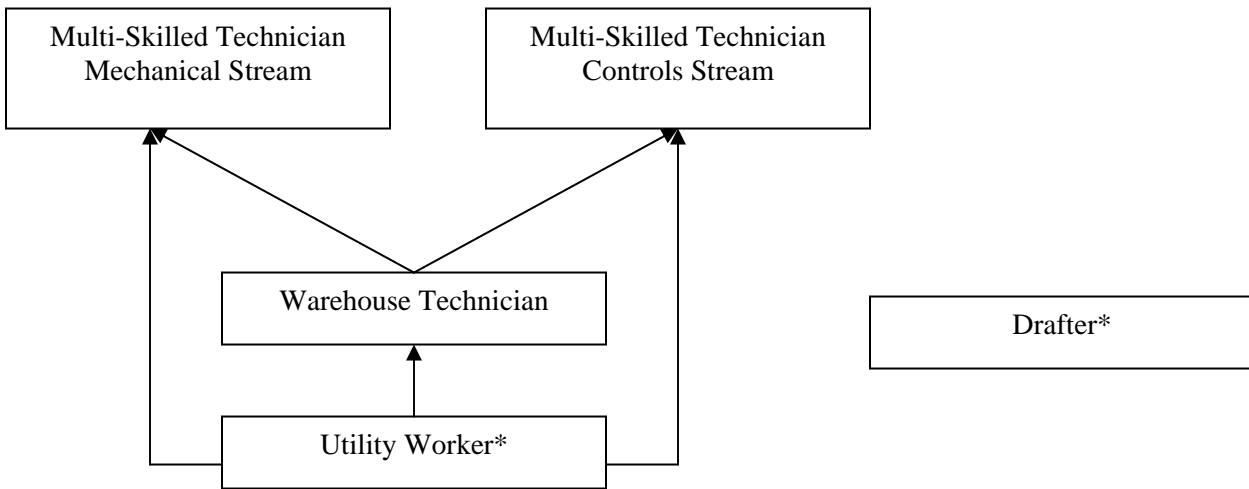 Multi-Skilled Technician
Mechanical Stream
Multi-Skilled Technician
Controls Stream
Warehouse Technician
Drafter*
Utility Worker*